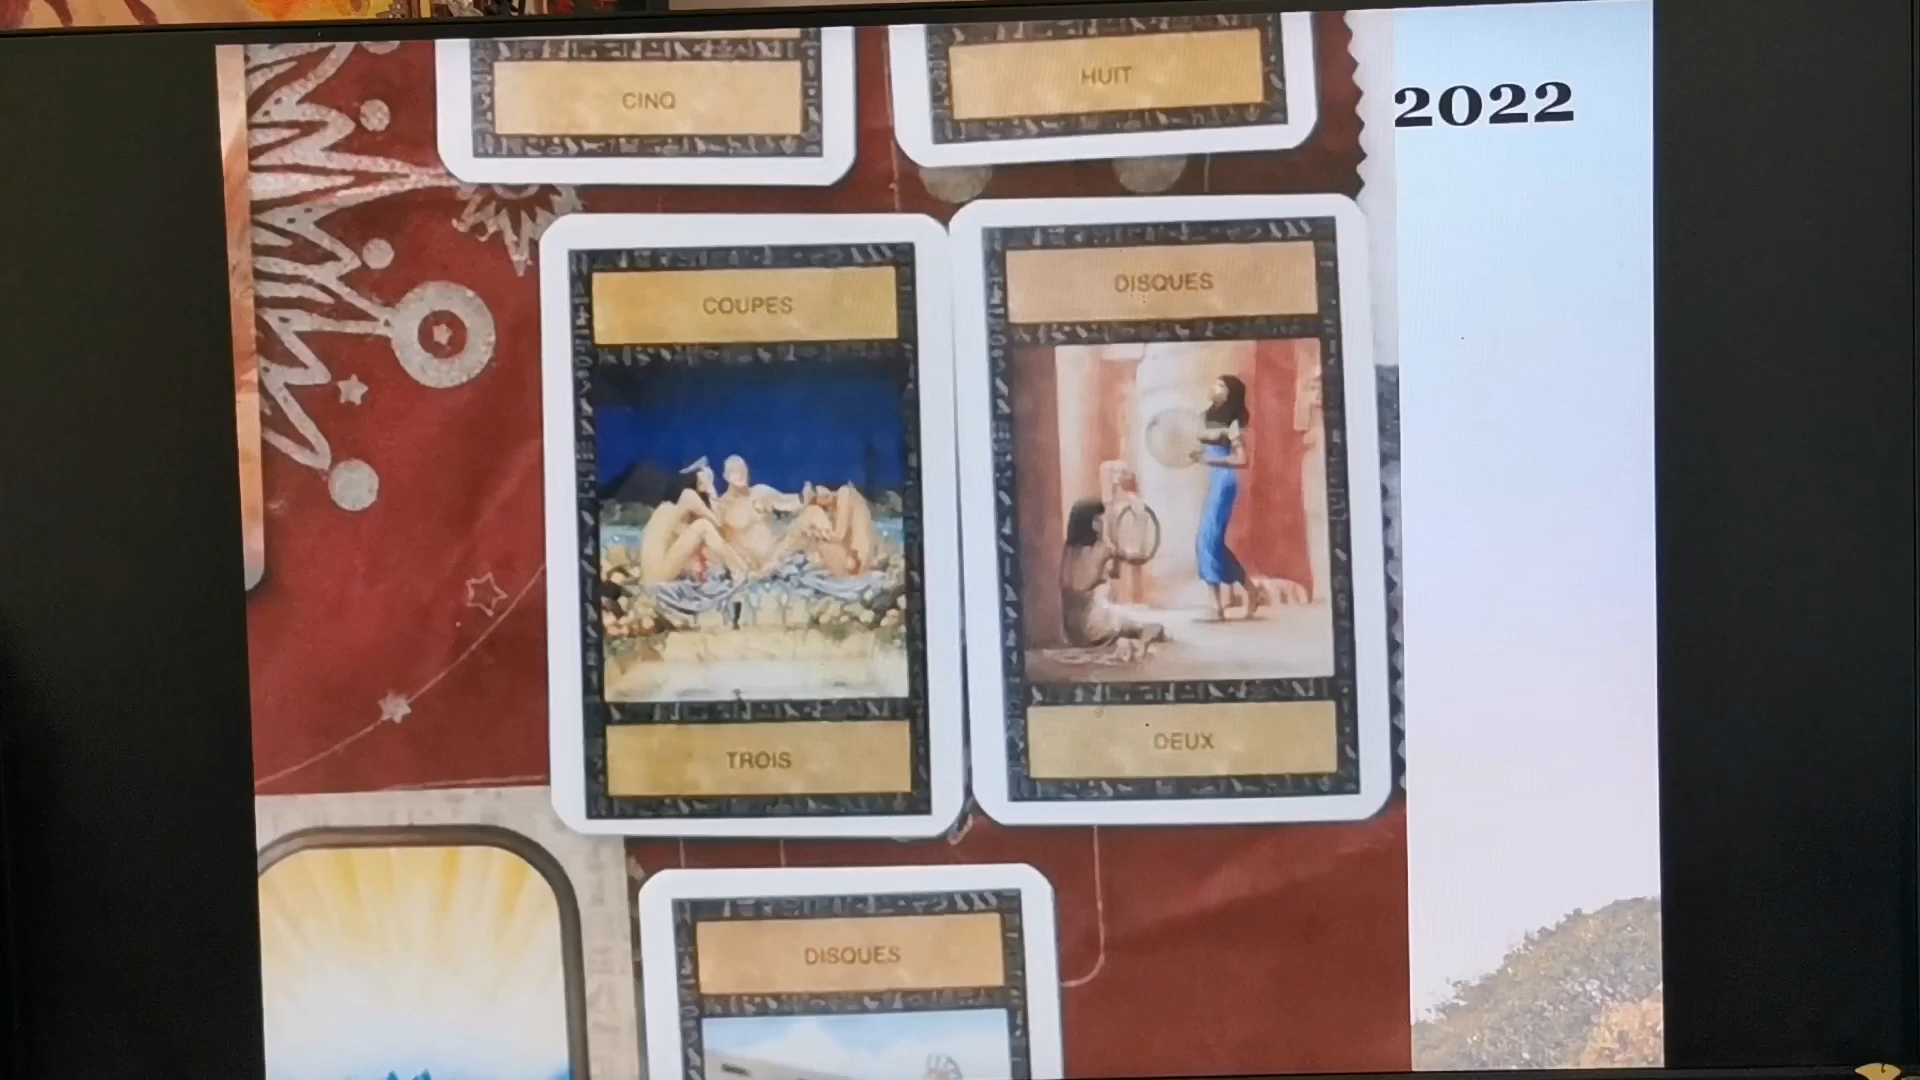 CINQ
HUIT
2022
COUPES
DISQUES
TROIS
DEUX
DISQUES